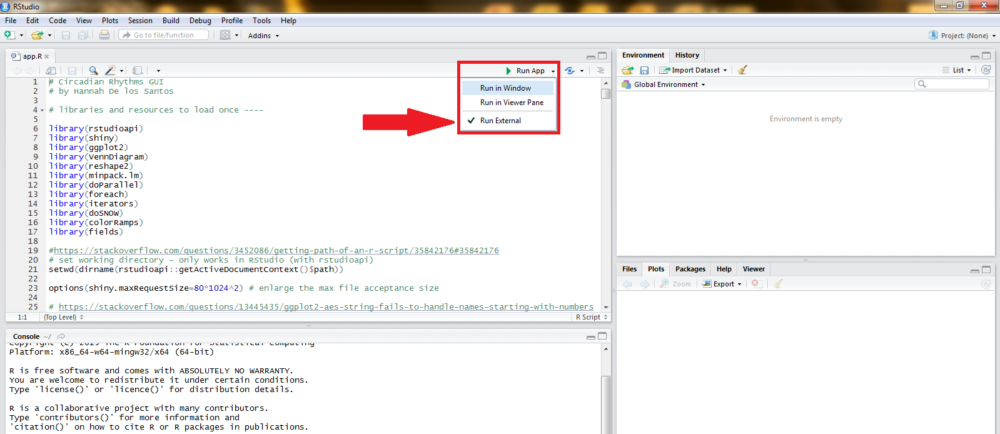 RStudio
File Edit Code View Plots Session Build Debug Profile Tools Help
Go to file/function Addins Project: (None)
app.R
Run App
Run in Window
Run in Viewer Pane
Run External
1 # Circadian Rhythms GUI
2 # by Hannah De los Santos
3
4 # libraries and resources to load once ----
5
6 library(rstudioapi)
7 library(shiny)
8 library(ggplot2)
9 library(VennDiagram)
10 library(reshape2)
11 library(minpack.lm)
12 library(doParallel)
13 library(foreach)
14 library(iterators)
15 library(doSNOW)
16 library(colorRamps)
17 library(fields)
18
19 #https://stackoverflow.com/questions/3452086/getting-path-of-an-r-script/35842176#35842176
20 # set working directory - only works in RStudio (with rstudioapi)
21 setwd(dirname(rstudioapi::getActiveDocumentContext()$path))
22
23 options(shiny.maxRequestSize=80*1024^2) # enlarge the max file acceptance size
24
25 # https://stackoverflow.com/questions/13445435/ggplot2-aes-string-fails-to-handle-names-starting-with-numbers
1:1 (Top Level) R Script
Console ~/
Copyright (C) 2015 The R Foundation for Statistical Computing
Platform: x86_64-w64-mingw32/x64 (64-bit)
R is free software and comes with ABSOLUTELY NO WARRANTY.
You are welcome to redistribute it under certain conditions.
Type 'license()' or 'licence()' for distribution details.
R is a collaborative project with many contributors.
Type 'contributors()' for more information and
'citation()' on how to cite R or R packages in publications.
Environment History
Import Dataset List
Global Environment
Environment is empty
Files Plots Packages Help Viewer
Zoom Export